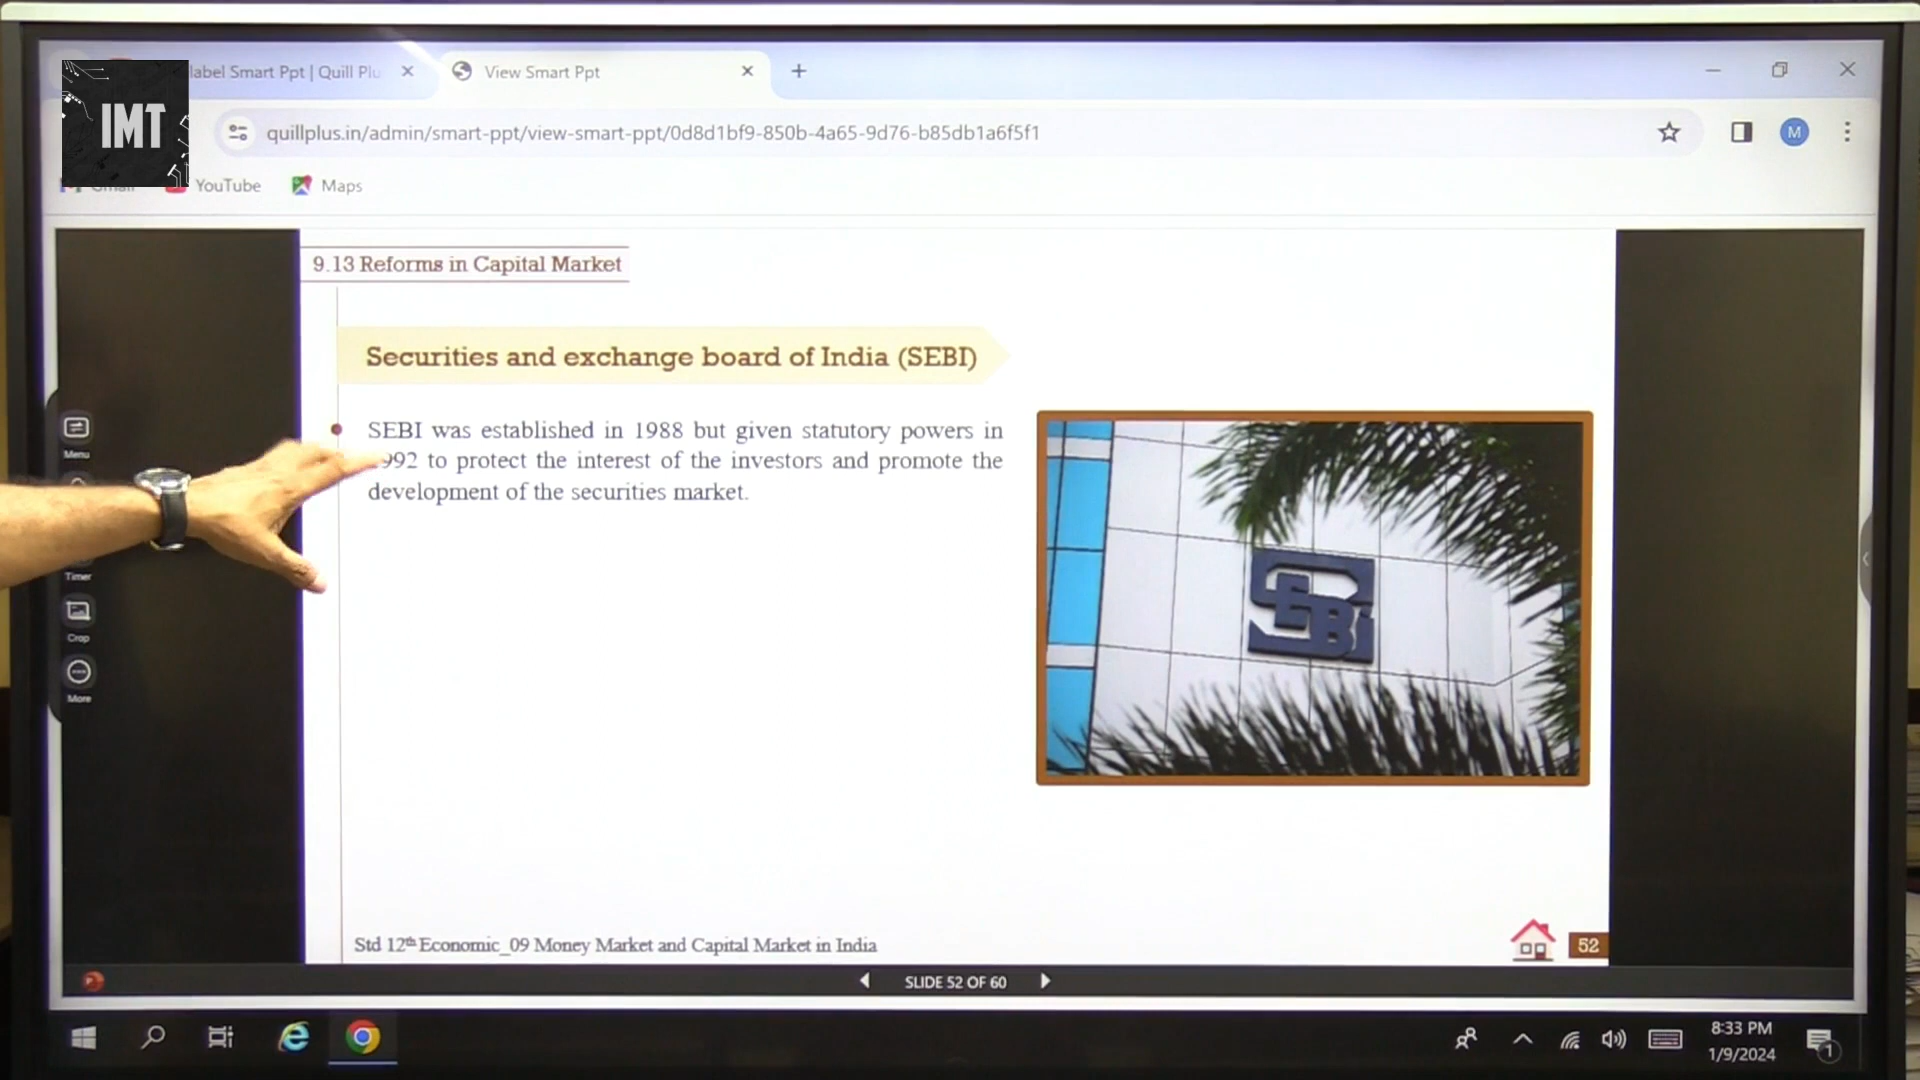 IMT
label Smart Ppt | Quill Plu
View Smart Ppt
quillplus.in/admin/smart-ppt/view-smart-ppt/0d8d1bf9-850b-4a65-9d76-b85db1a6f5f1
M
Gmail
YouTube
Maps
9.13 Reforms in Capital Market
Securities and exchange board of India (SEBI)
SEBI was established in 1988 but given statutory powers in
992 to protect the interest of the investors and promote the
development of the securities market.
SEBI
Menu
Timer
Crop
More
Std 12th Economic_09 Money Market and Capital Market in India
52
SLIDE 52 OF 60
8:33 PM
1/9/2024
1